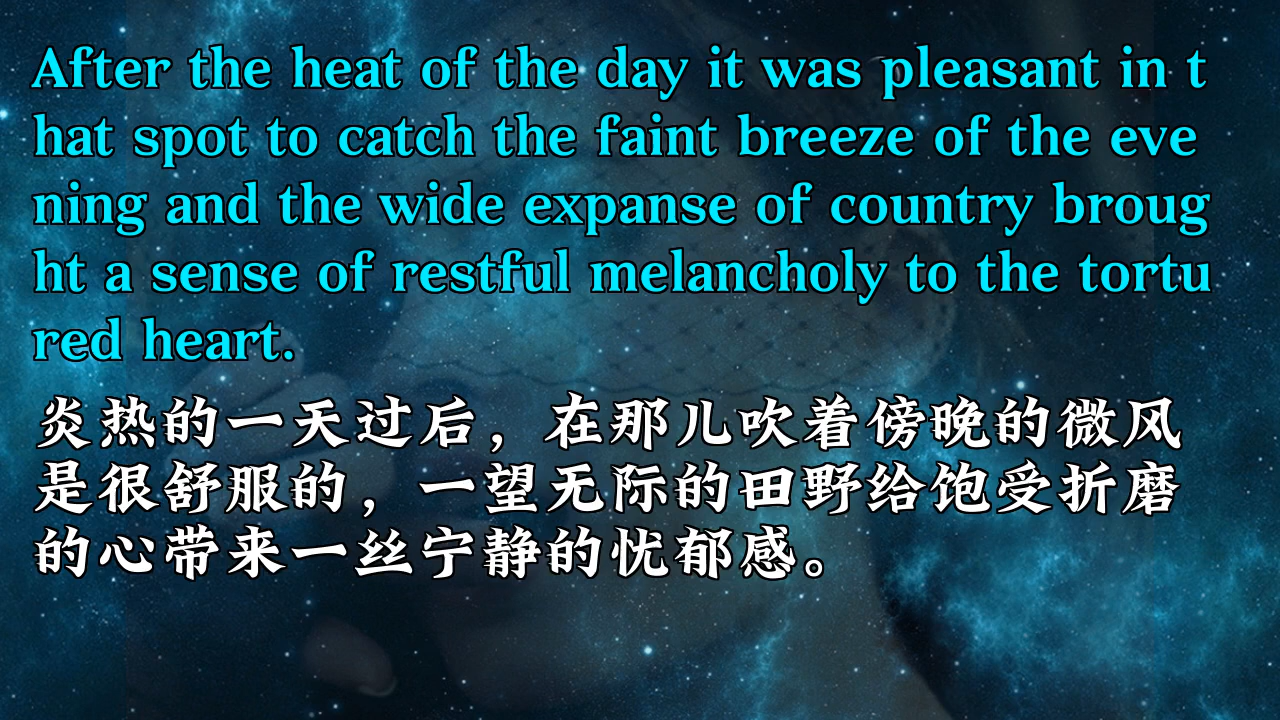 After the heat of the day it was pleasant in t
hat spot to catch the faint breeze of the eve
ning and the wide expanse of country broug
ht a sense of restful melancholy to the tortu
red heart.
炎热的一天过后，在那儿吹着傍晚的微风
是很舒服的，一望无际的田野给饱受折磨
的心带来一丝宁静的忧郁感。